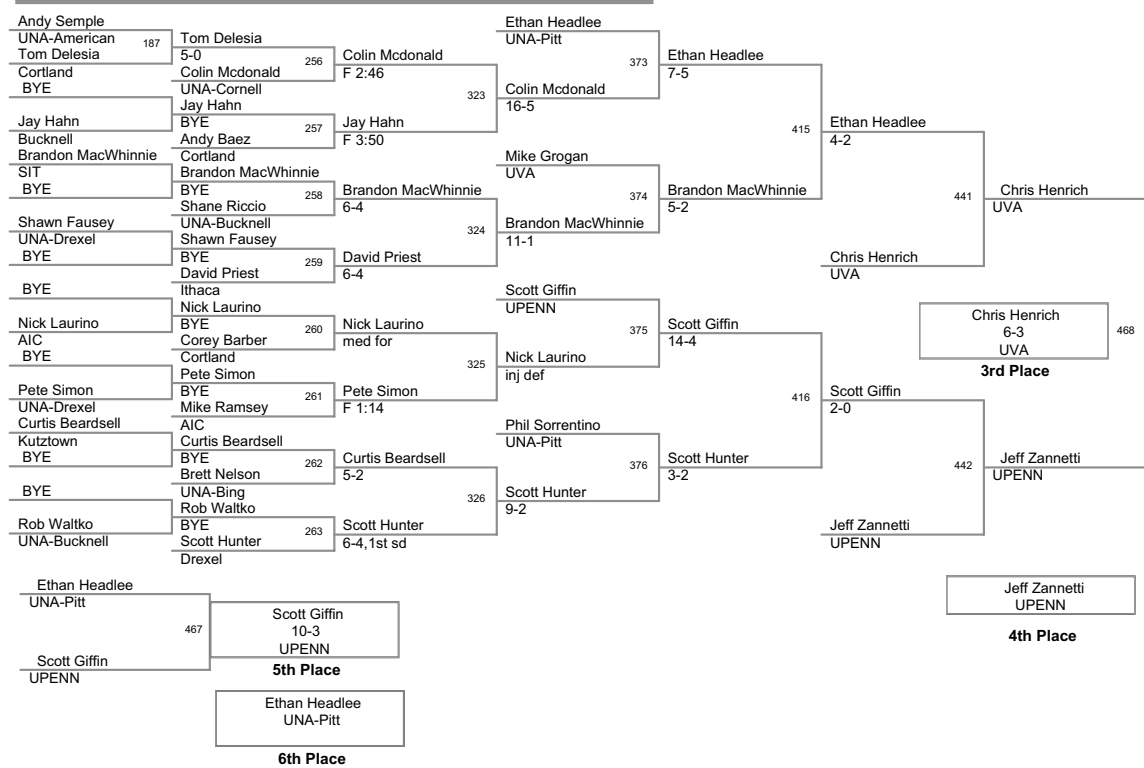 Andy Semple
UNA-American
187
Tom Delesia
Cortland
BYE
Jay Hahn
Bucknell
Brandon MacWhinnie
SIT
BYE
Shawn Fausey
UNA-Drexel
BYE
BYE
Nick Laurino
AIC
BYE
Pete Simon
UNA-Drexel
Curtis Beardsell
Kutztown
BYE
BYE
Rob Waltko
UNA-Bucknell
Tom Delesia
5-0
256
Colin Mcdonald
UNA-Cornell
Jay Hahn
BYE
257
Andy Baez
Cortland
Brandon MacWhinnie
BYE
258
Shane Riccio
UNA-Bucknell
Shawn Fausey
BYE
259
David Priest
Ithaca
Nick Laurino
BYE
260
Corey Barber
Cortland
Pete Simon
BYE
261
Mike Ramsey
AIC
Curtis Beardsell
BYE
262
Brett Nelson
UNA-Bing
Rob Waltko
BYE
263
Scott Hunter
Drexel
Colin Mcdonald
F 2:46
323
Jay Hahn
F 3:50
Brandon MacWhinnie
6-4
324
David Priest
6-4
Nick Laurino
med for
325
Pete Simon
F 1:14
Curtis Beardsell
5-2
326
Scott Hunter
6-4,1st sd
Ethan Headlee
UNA-Pitt
373
Colin Mcdonald
16-5
Mike Grogan
UVA
374
Brandon MacWhinnie
11-1
Scott Giffin
UPENN
375
Nick Laurino
inj def
Phil Sorrentino
UNA-Pitt
376
Scott Hunter
9-2
Ethan Headlee
7-5
415
Brandon MacWhinnie
5-2
Scott Giffin
14-4
416
Scott Hunter
3-2
Ethan Headlee
4-2
441
Chris Henrich
UVA
Scott Giffin
2-0
442
Jeff Zannetti
UPENN
Chris Henrich
UVA
Chris Henrich
6-3
UVA
468
3rd Place
Jeff Zannetti
UPENN
Jeff Zannetti
UPENN
4th Place
Ethan Headlee
UNA-Pitt
467
Scott Giffin
UPENN
Scott Giffin
10-3
UPENN
5th Place
Ethan Headlee
UNA-Pitt
6th Place